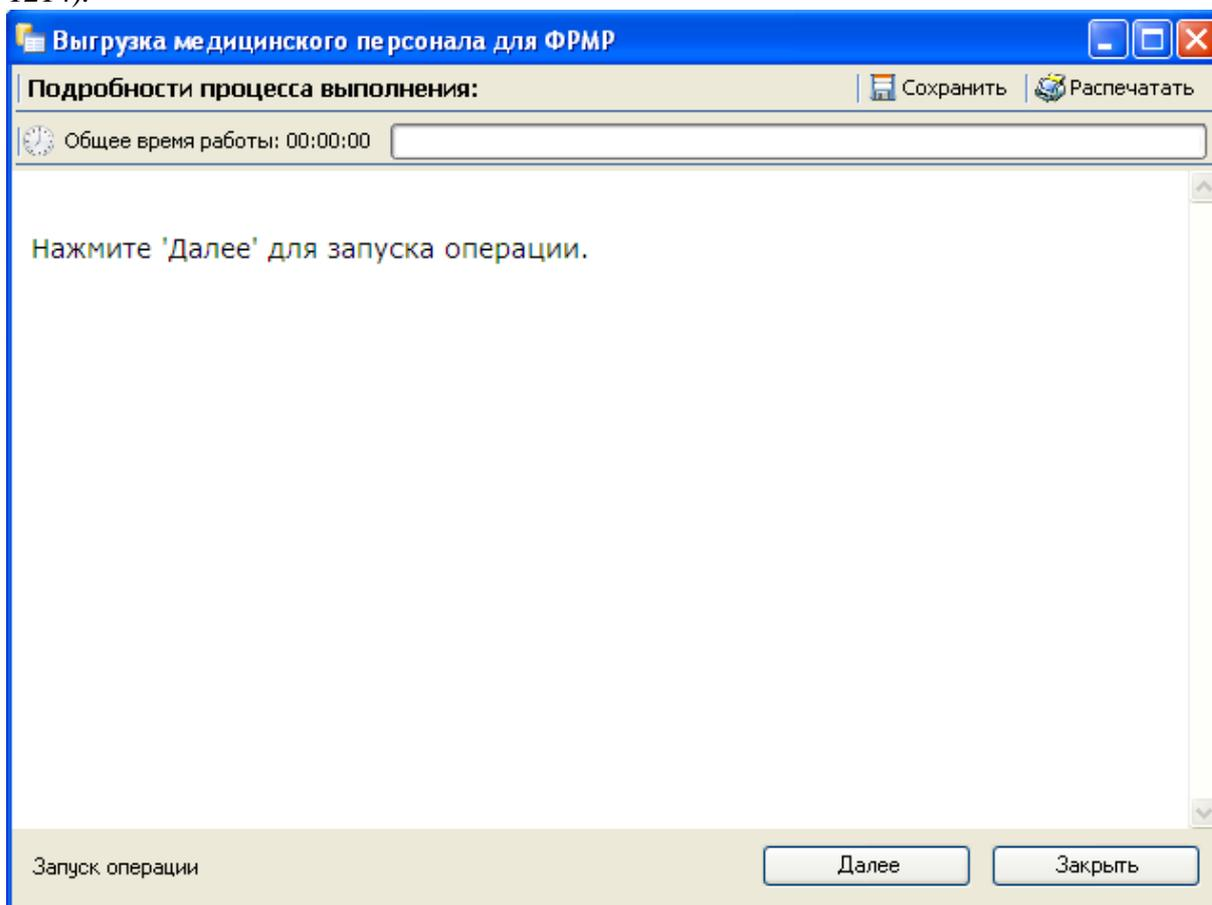 Выгрузка медицинского персонала для ФРМР
Подробности процесса выполнения: Сохранить Распечатать
Общее время работы: 00:00:00
Нажмите 'Далее' для запуска операции.
Запуск операции Далее Закрыть